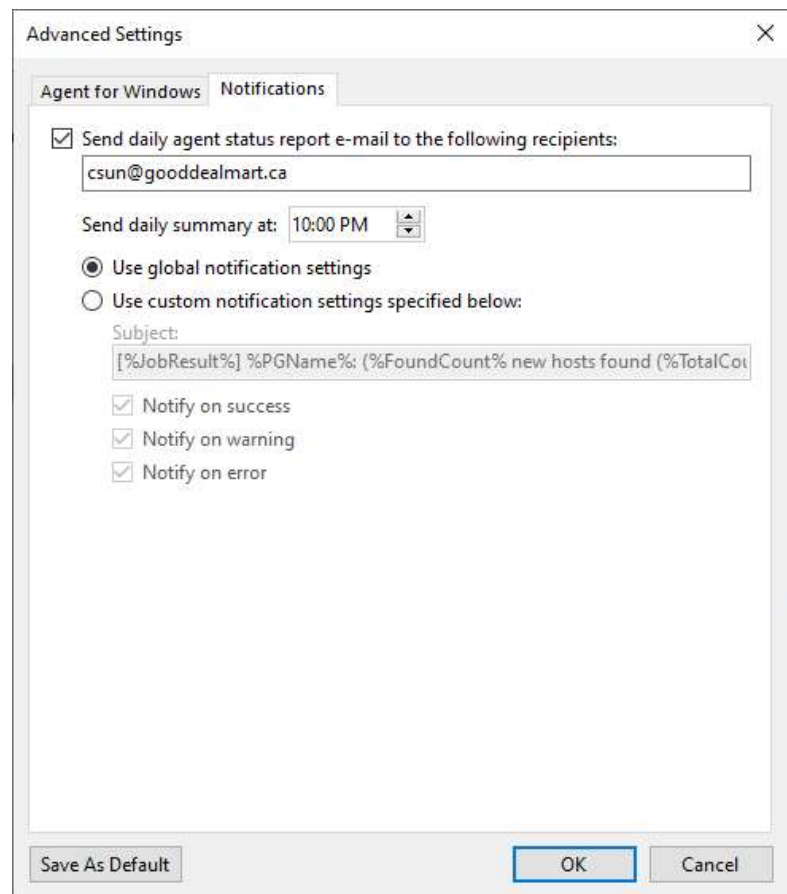 Advanced Settings
Agent for Windows
Notifications
Send daily agent status report e-mail to the following recipients:
csun@gooddealmart.ca
Send daily summary at: 10:00 PM
Use global notification settings
Use custom notification settings specified below:
Subject:
[%JobResult%] %PGName%: (%FoundCount% new hosts found (%TotalCou
Notify on success
Notify on warning
Notify on error
Save As Default
OK
Cancel